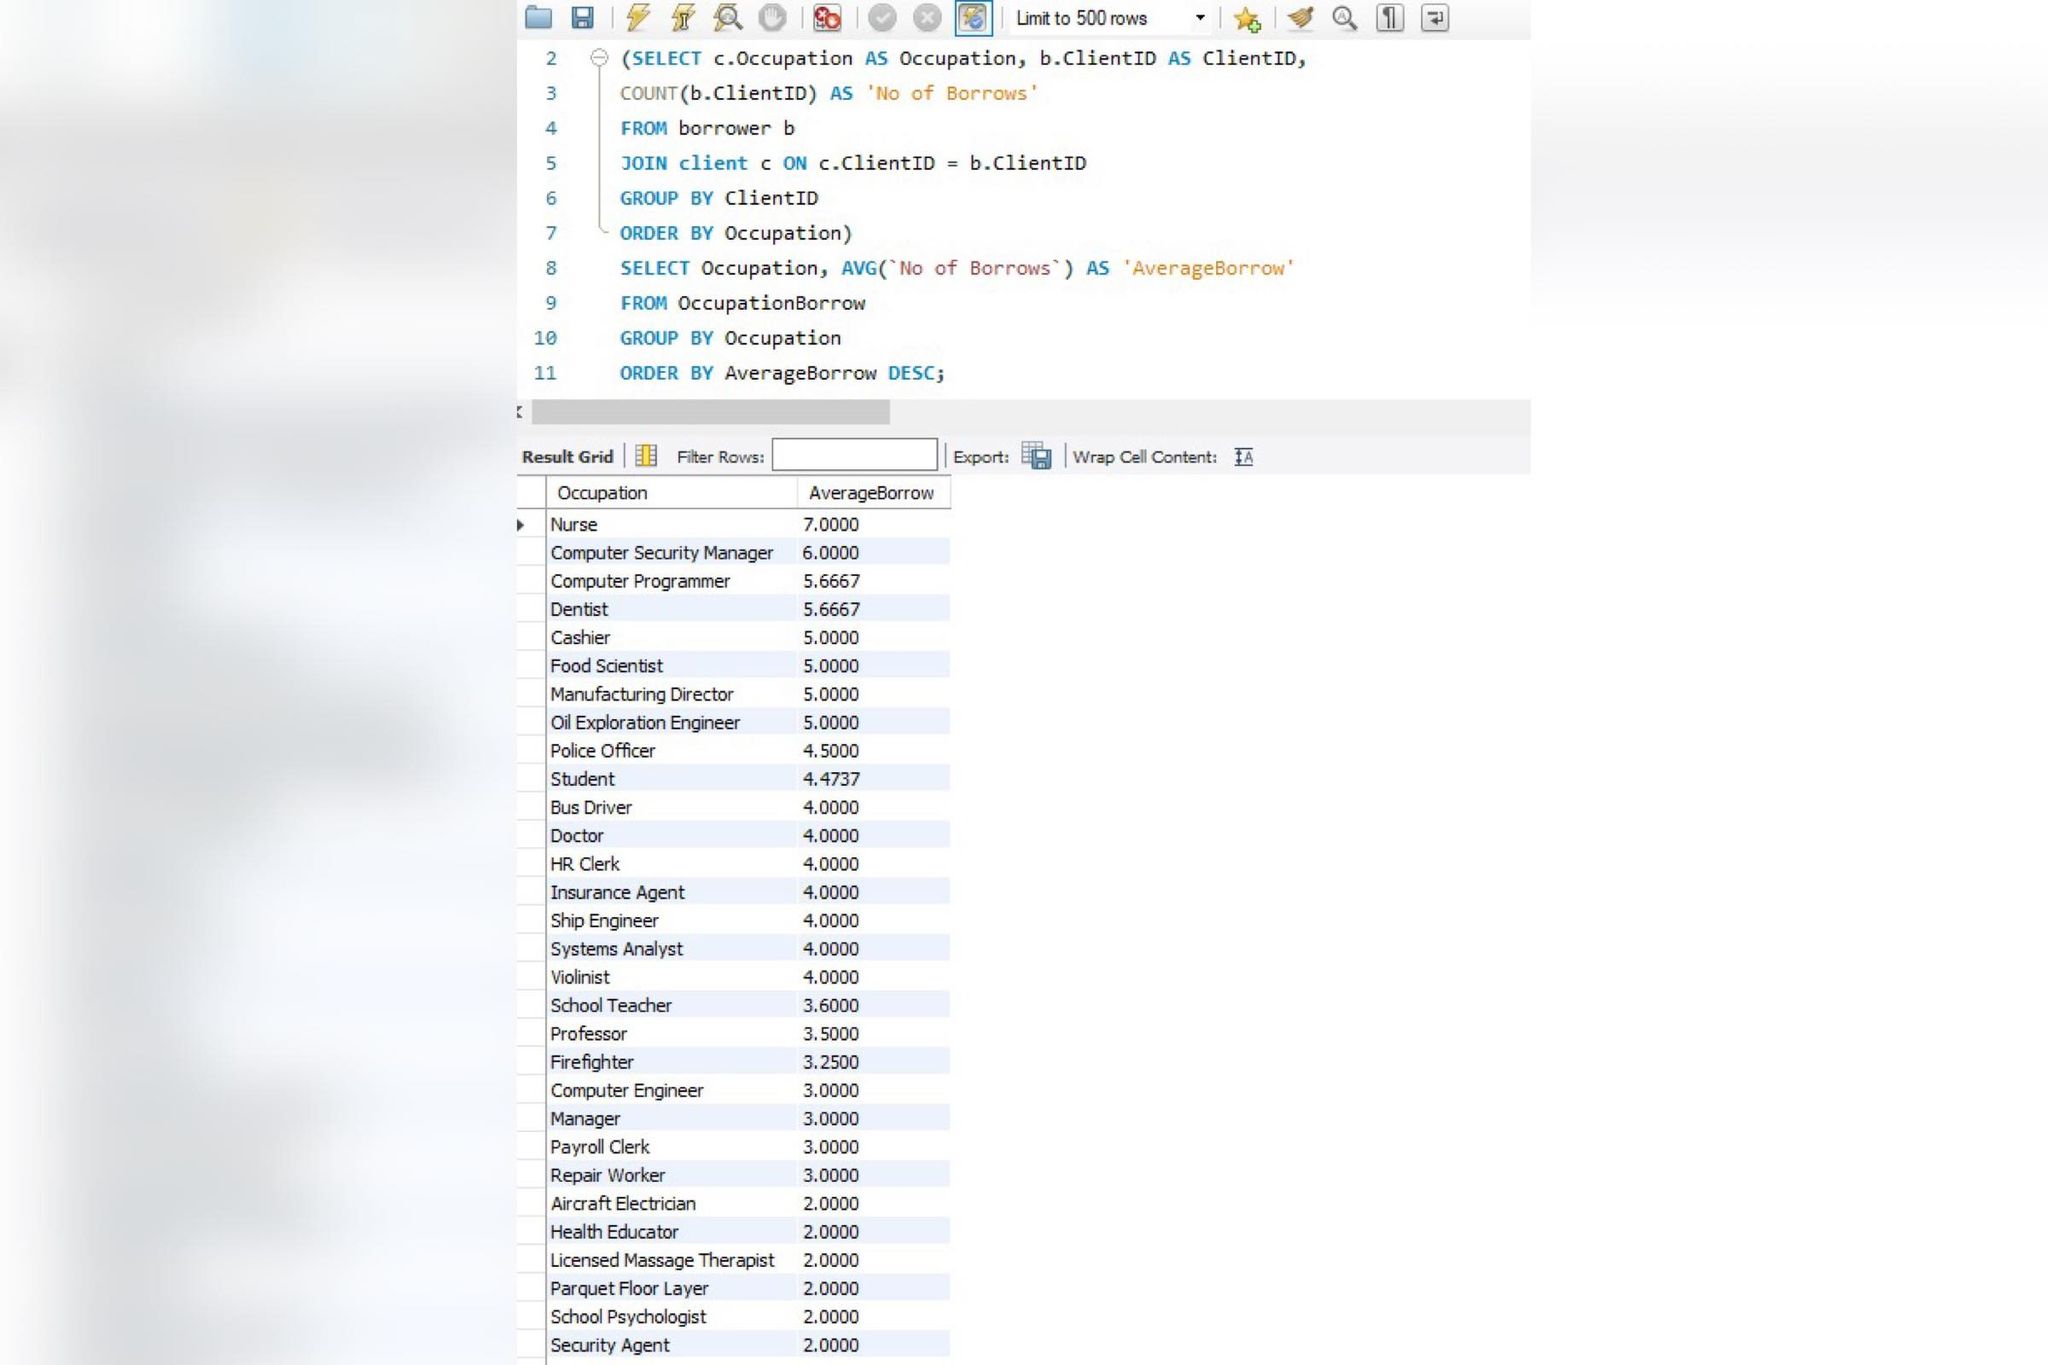 Limit to 500 rows
2 (SELECT c.Occupation AS Occupation, b.ClientID AS ClientID,
3 COUNT(b.ClientID) AS 'No of Borrows'
4 FROM borrower b
5 JOIN client c ON c.ClientID = b.ClientID
6 GROUP BY ClientID
7 ORDER BY Occupation)
8 SELECT Occupation, AVG(`No of Borrows`) AS 'AverageBorrow'
9 FROM OccupationBorrow
10 GROUP BY Occupation
11 ORDER BY AverageBorrow DESC;
Result Grid Filter Rows: Export: Wrap Cell Content:
Occupation AverageBorrow
Nurse 7.0000
Computer Security Manager 6.0000
Computer Programmer 5.6667
Dentist 5.6667
Cashier 5.0000
Food Scientist 5.0000
Manufacturing Director 5.0000
Oil Exploration Engineer 5.0000
Police Officer 4.5000
Student 4.4737
Bus Driver 4.0000
Doctor 4.0000
HR Clerk 4.0000
Insurance Agent 4.0000
Ship Engineer 4.0000
Systems Analyst 4.0000
Violinist 4.0000
School Teacher 3.6000
Professor 3.5000
Firefighter 3.2500
Computer Engineer 3.0000
Manager 3.0000
Payroll Clerk 3.0000
Repair Worker 3.0000
Aircraft Electrician 2.0000
Health Educator 2.0000
Licensed Massage Therapist 2.0000
Parquet Floor Layer 2.0000
School Psychologist 2.0000
Security Agent 2.0000